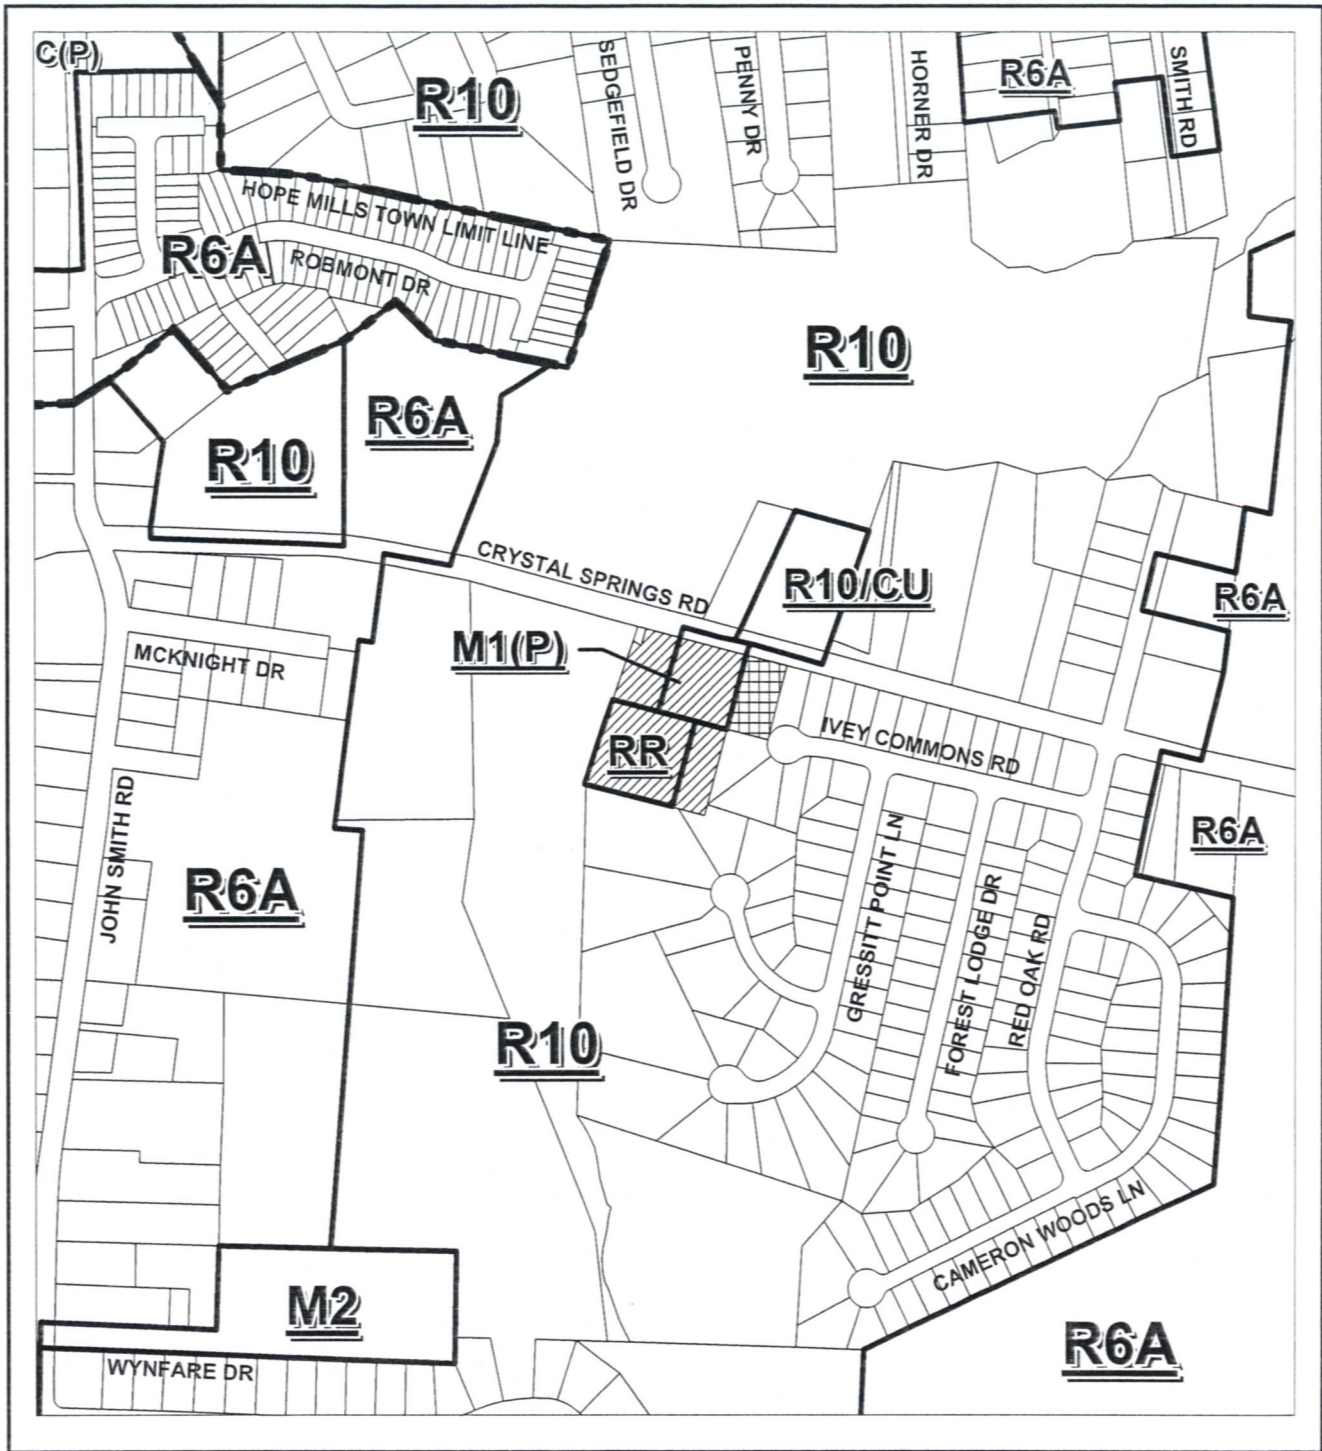 C(P)
R10
SEDGEFIELD DR
PENNY DR
HORNER DR
R6A
SMITH RD
HOPE MILLS TOWN LIMIT LINE
R6A
ROBMONT DR
R10
R6A
R10
CRYSTAL SPRINGS RD
R10/CU
R6A
M1(P)
MCKNIGHT DR
RR
IVEY COMMONS RD
R6A
JOHN SMITH RD
R6A
GRESSITT POINT LN
FOREST LODGE DR
RED OAK RD
R10
CAMERON WOODS LN
M2
R6A
WYNFARE DR